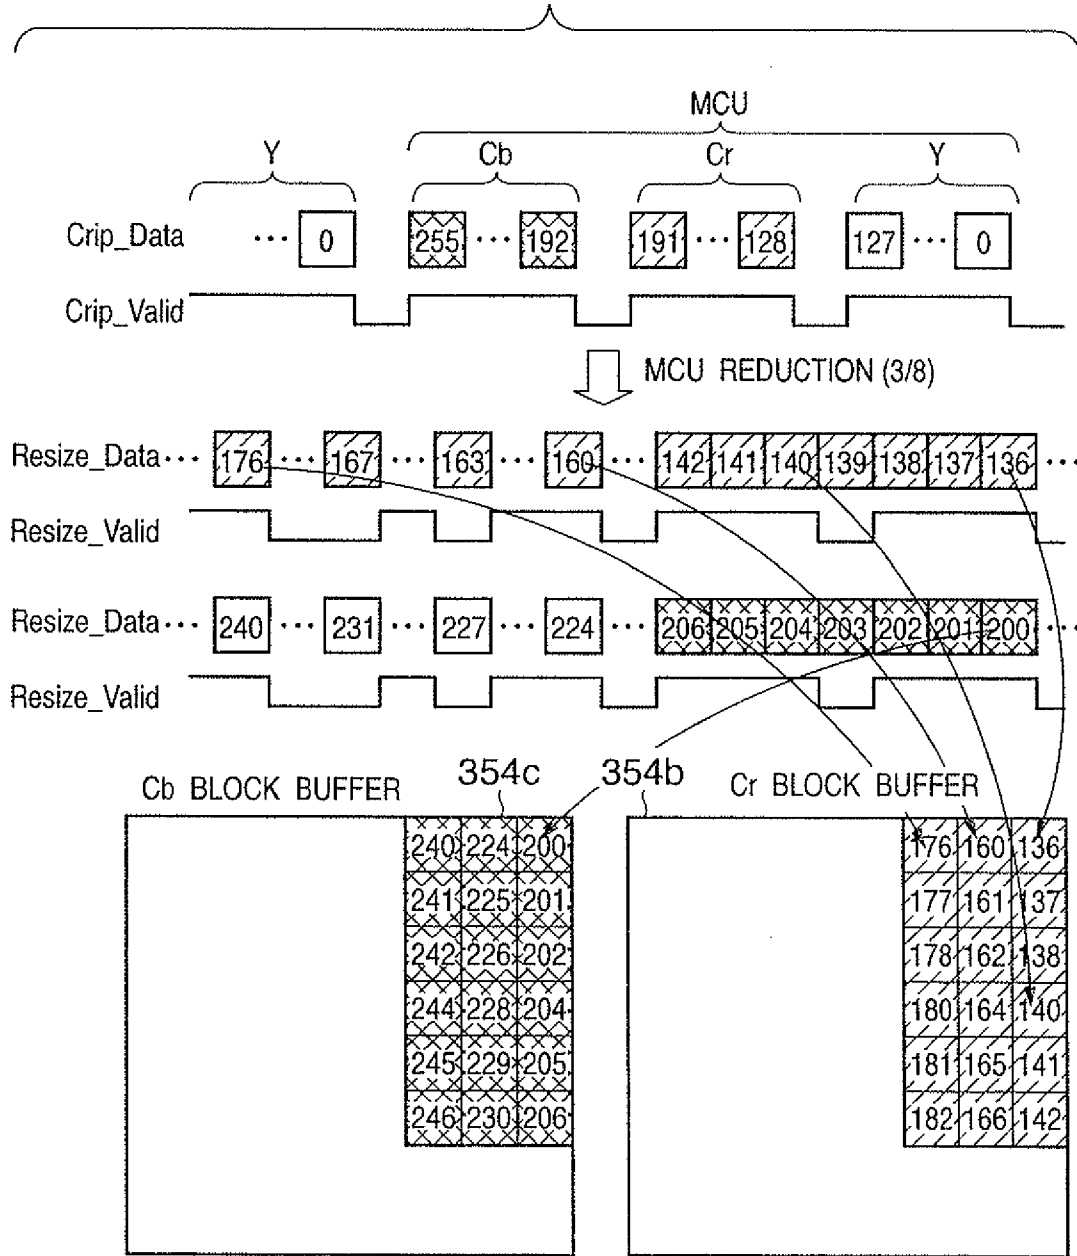 MCU
Y Cb Cr Y
Crip_Data ··· 0 255 ··· 192 191 ··· 128 127 ··· 0
Crip_Valid
MCU REDUCTION (3/8)
Resize_Data ··· 176 ··· 167 ··· 163 ··· 160 ··· 142 141 140 139 138 137 136 ···
Resize_Valid
Resize_Data ··· 240 ··· 231 ··· 227 ··· 224 ··· 206 205 204 203 202 201 200 ···
Resize_Valid
Cb BLOCK BUFFER 354c 354b Cr BLOCK BUFFER
240 224 200 176 160 136
241 225 201 177 161 137
242 226 202 178 162 138
244 228 204 180 164 140
245 229 205 181 165 141
246 230 206 182 166 142